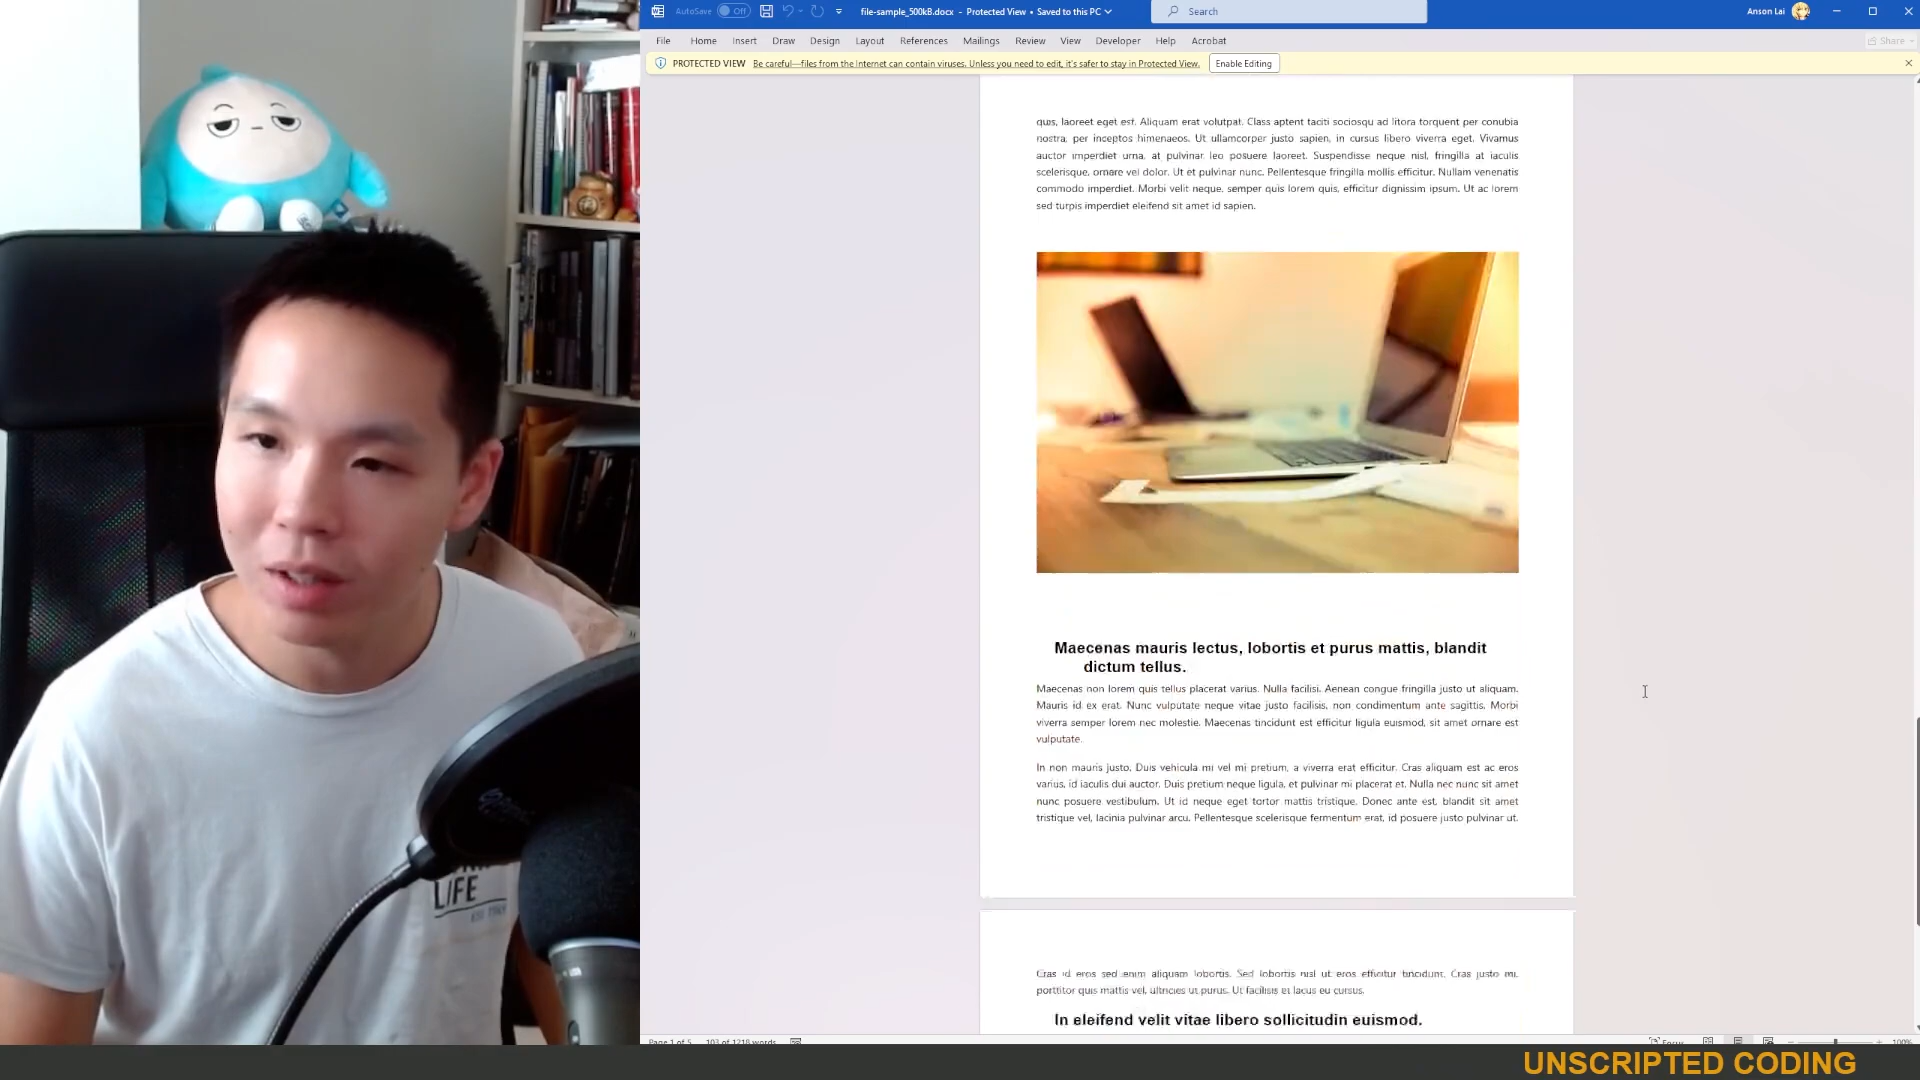 AutoSave Off file-sample_500kB.docx - Protected View • Saved to this PC Search Anson Lai
File Home Insert Draw Design Layout References Mailings Review View Developer Help Acrobat Share
PROTECTED VIEW Be careful—files from the Internet can contain viruses. Unless you need to edit, it's safer to stay in Protected View. Enable Editing
quis, laoreet eget est. Aliquam erat volutpat. Class aptent taciti sociosqu ad litora torquent per conubia
nostra, per inceptos himenaeos. Ut ullamcorper justo sapien, in cursus libero viverra eget. Vivamus
auctor imperdiet urna, at pulvinar leo posuere laoreet. Suspendisse neque nisl, fringilla at iaculis
scelerisque, ornare vel dolor. Ut et pulvinar nunc. Pellentesque fringilla mollis efficitur. Nullam venenatis
commodo imperdiet. Morbi velit neque, semper quis lorem quis, efficitur dignissim ipsum. Ut ac lorem
sed turpis imperdiet eleifend sit amet id sapien.
Maecenas mauris lectus, lobortis et purus mattis, blandit
dictum tellus.
Maecenas non lorem quis tellus placerat varius. Nulla facilisi. Aenean congue fringilla justo ut aliquam.
Mauris id ex erat. Nunc vulputate neque vitae justo facilisis, non condimentum ante sagittis. Morbi
viverra semper lorem nec molestie. Maecenas tincidunt est efficitur ligula euismod, sit amet ornare est
vulputate.
In non mauris justo. Duis vehicula mi vel mi pretium, a viverra erat efficitur. Cras aliquam est ac eros
varius, id iaculis dui auctor. Duis pretium neque ligula, et pulvinar mi placerat et. Nulla nec nunc sit amet
nunc posuere vestibulum. Ut id neque eget tortor mattis tristique. Donec ante est, blandit sit amet
tristique vel, lacinia pulvinar arcu. Pellentesque scelerisque fermentum erat, id posuere justo pulvinar ut.
Cras id eros sed enim aliquam lobortis. Sed lobortis nisl ut eros efficitur tincidunt. Cras justo mi,
porttitor quis mattis vel, ultricies ut purus. Ut facilisis et lacus eu cursus.
In eleifend velit vitae libero sollicitudin euismod.
Page 1 of 5 103 of 1218 words Focus 100%
LIFE
UNSCRIPTED CODING